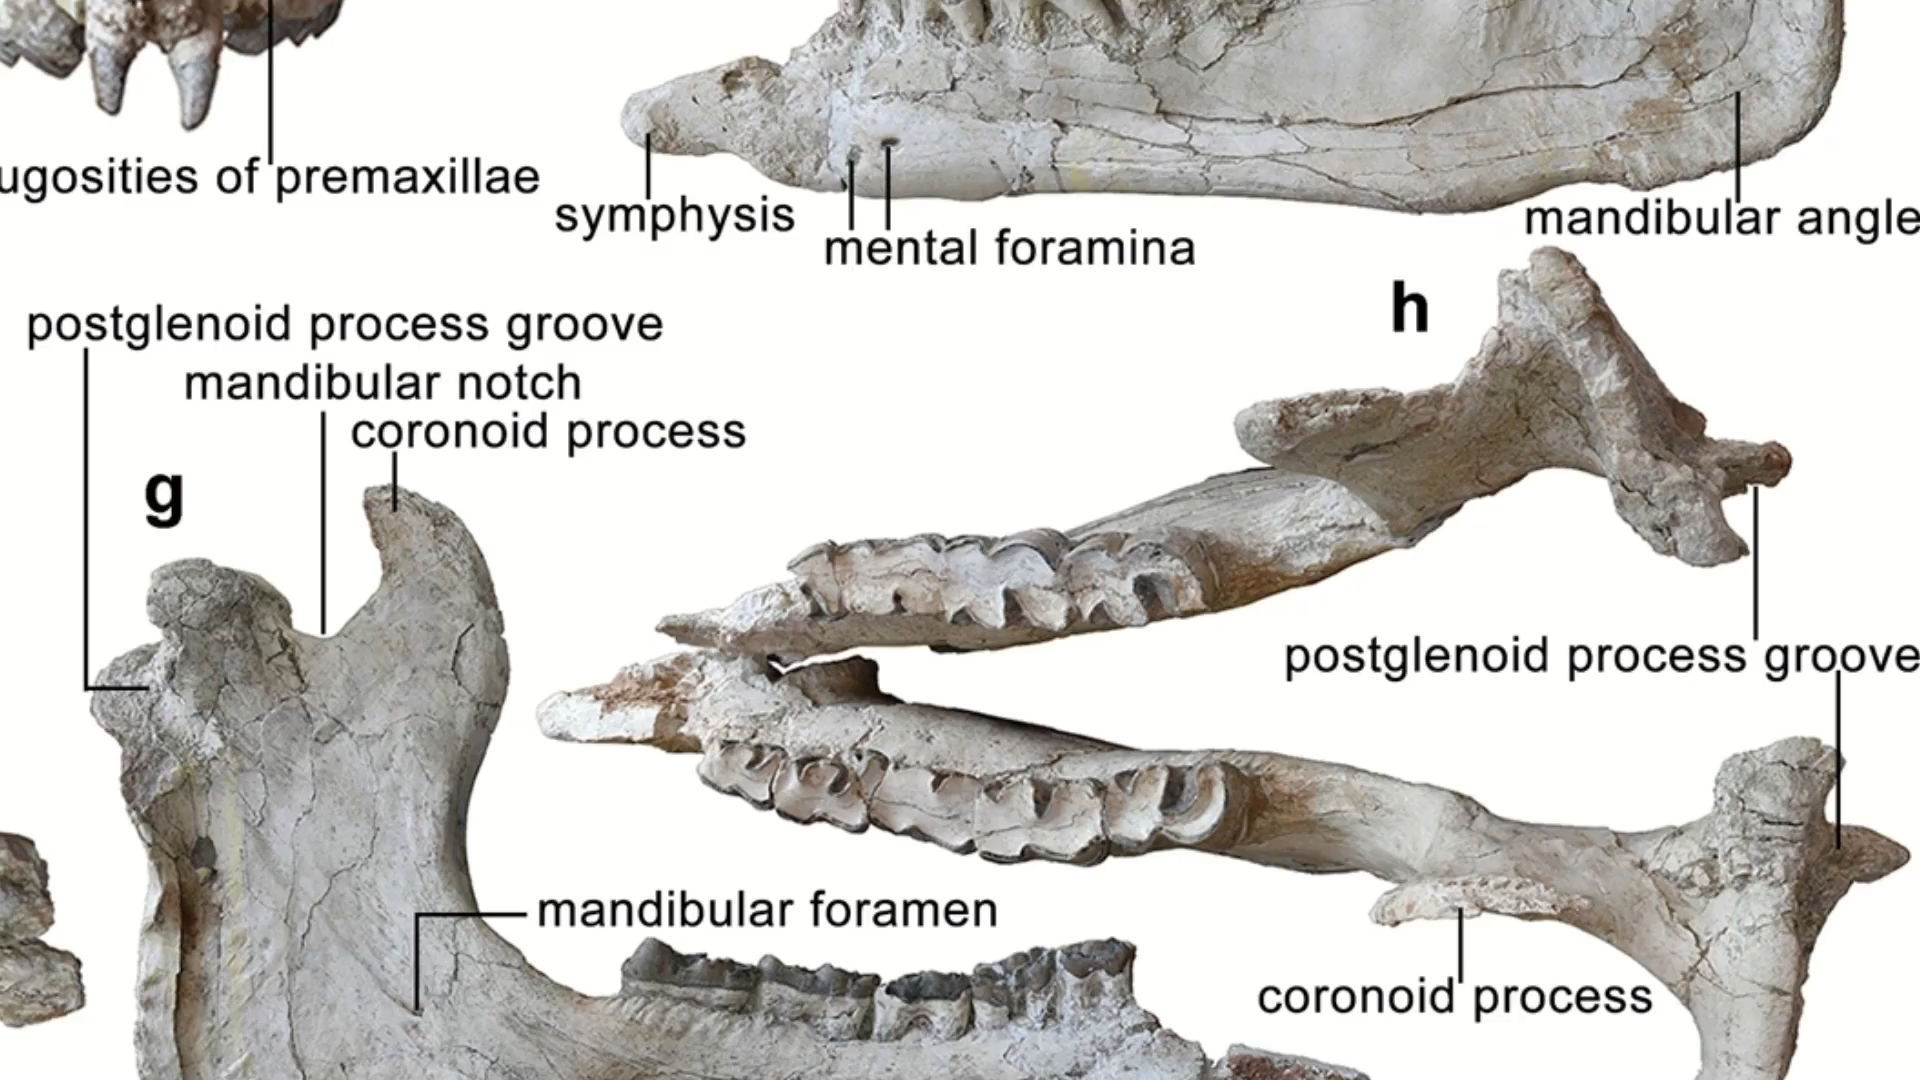 ugosities of premaxillae
symphysis
mental foramina
mandibular angle
postglenoid process groove
mandibular notch
coronoid process
g
h
postglenoid process groove
mandibular foramen
coronoid process